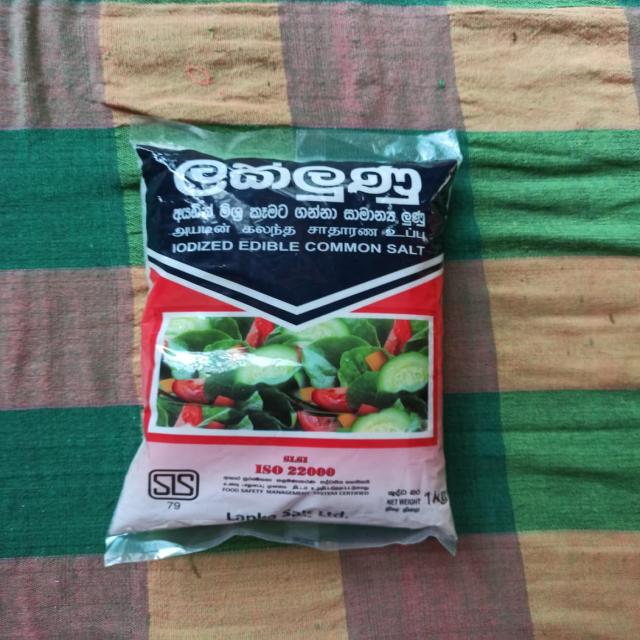 ලක්ලුණු
අයඩින් මිශ්‍ර කෑමට ගන්නා සාමාන්‍ය ලුණු
அயடின் கலந்த சாதாரண உப்பு
IODIZED EDIBLE COMMON SALT
SLSI
ISO 22000
FOOD SAFETY MANAGEMENT SYSTEM CERTIFIED
SLS
79
ශුද්ධ බර
NET WEIGHT
1kg
Lanka Salt Ltd.